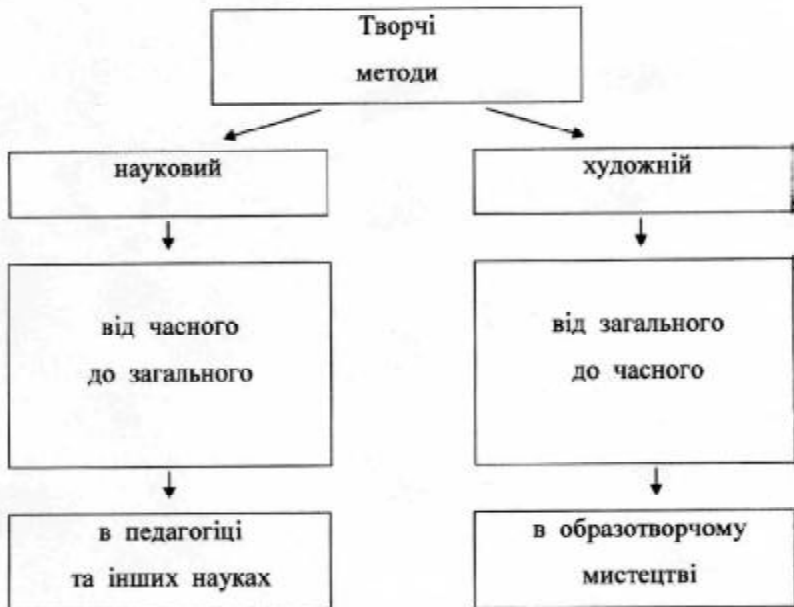 Творчі
методи
науковий
художній
від часного
до загального
від загального
до часного
в педагогіці
та інших науках
в образотворчому
мистецтві